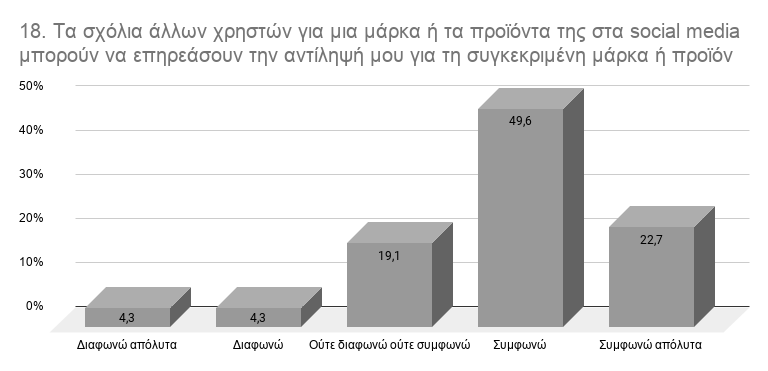 18. Τα σχόλια άλλων χρηστών για μια μάρκα ή τα προϊόντα της στα social media
μπορούν να επηρεάσουν την αντίληψή μου για τη συγκεκριμένη μάρκα ή προϊόν
50%
40%
30%
20%
10%
0%
4,3
4,3
19,1
49,6
22,7
Διαφωνώ απόλυτα
Διαφωνώ
Ούτε διαφωνώ ούτε συμφωνώ
Συμφωνώ
Συμφωνώ απόλυτα